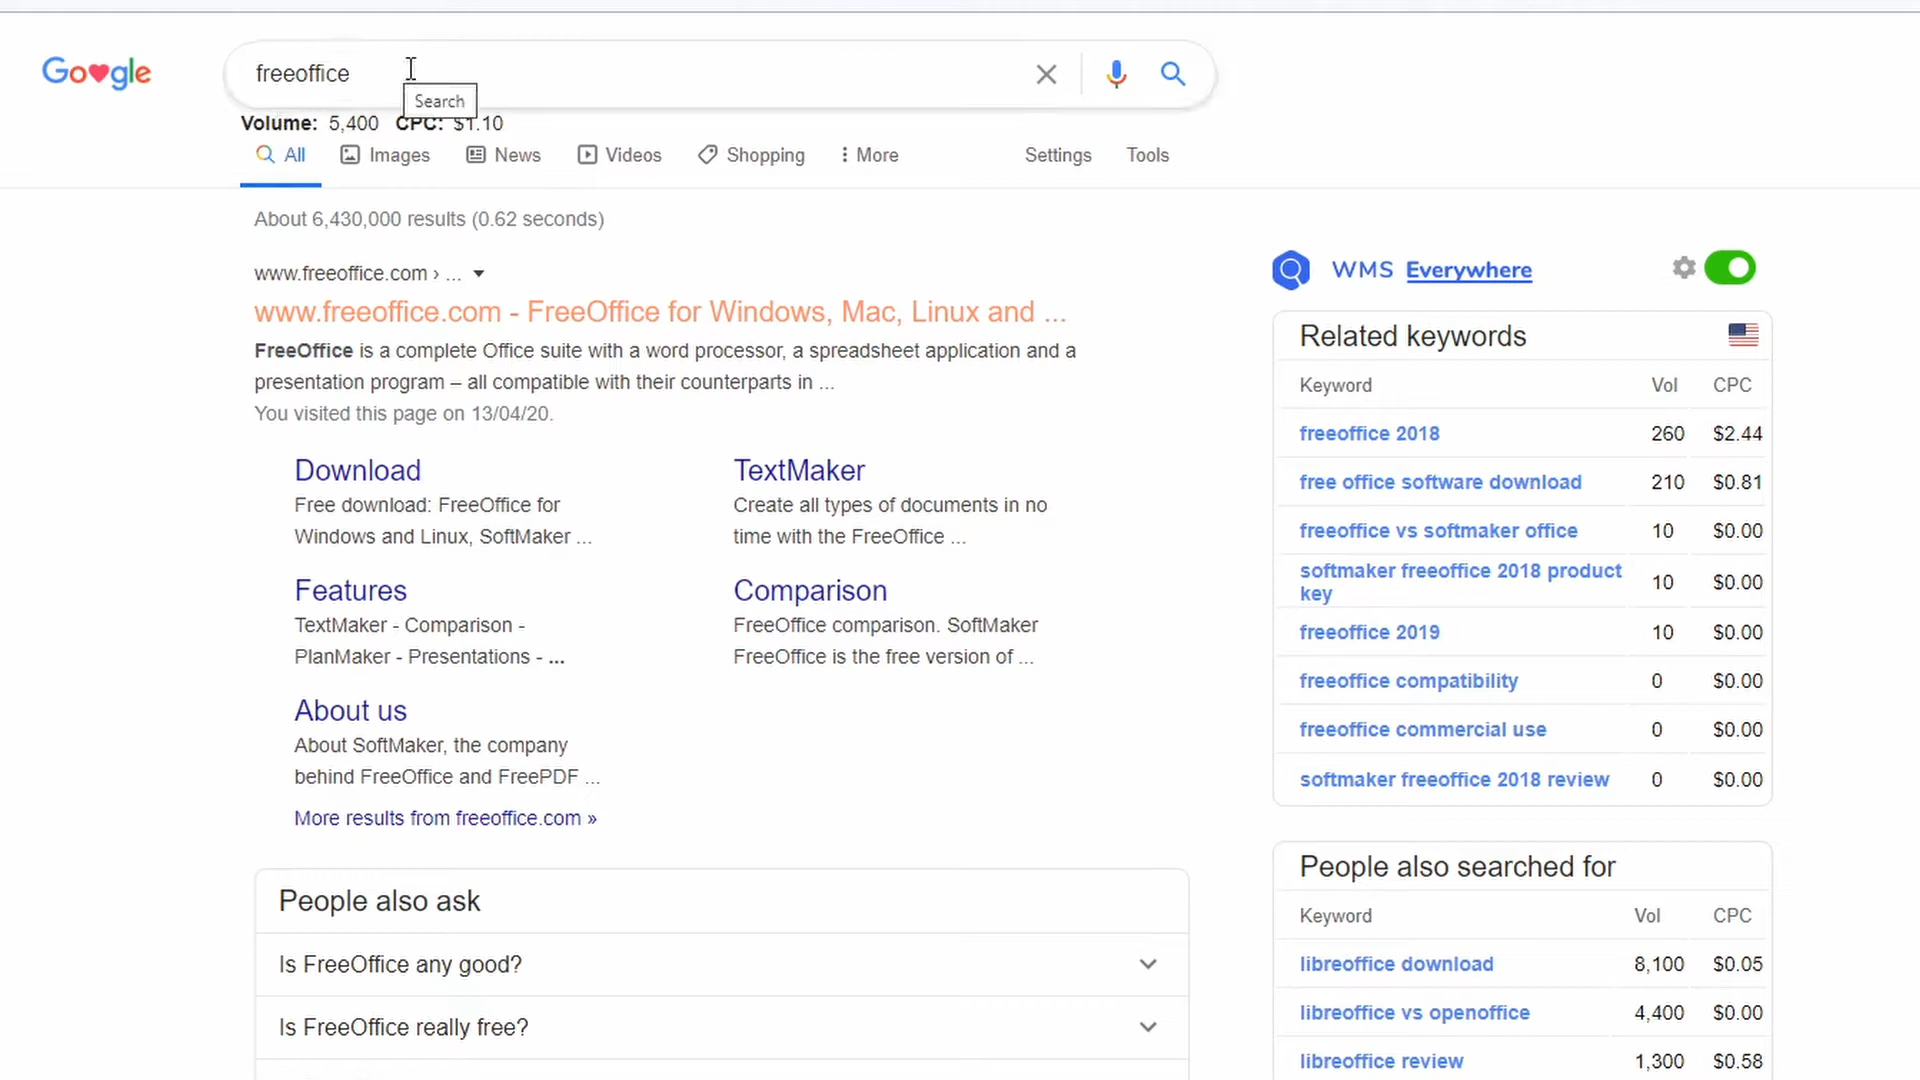 Google
freeoffice
Search
Volume: 5,400 CPC: $1.10
All Images News Videos Shopping More Settings Tools
About 6,430,000 results (0.62 seconds)
www.freeoffice.com › ...
www.freeoffice.com - FreeOffice for Windows, Mac, Linux and ...
FreeOffice is a complete Office suite with a word processor, a spreadsheet application and a
presentation program – all compatible with their counterparts in ...
You visited this page on 13/04/20.
Download
Free download: FreeOffice for
Windows and Linux, SoftMaker ...
TextMaker
Create all types of documents in no
time with the FreeOffice ...
Features
TextMaker - Comparison -
PlanMaker - Presentations - ...
Comparison
FreeOffice comparison. SoftMaker
FreeOffice is the free version of ...
About us
About SoftMaker, the company
behind FreeOffice and FreePDF ...
More results from freeoffice.com »
People also ask
Is FreeOffice any good?
Is FreeOffice really free?
WMS Everywhere
Related keywords
Keyword Vol CPC
freeoffice 2018 260 $2.44
free office software download 210 $0.81
freeoffice vs softmaker office 10 $0.00
softmaker freeoffice 2018 product
key 10 $0.00
freeoffice 2019 10 $0.00
freeoffice compatibility 0 $0.00
freeoffice commercial use 0 $0.00
softmaker freeoffice 2018 review 0 $0.00
People also searched for
Keyword Vol CPC
libreoffice download 8,100 $0.05
libreoffice vs openoffice 4,400 $0.00
libreoffice review 1,300 $0.58